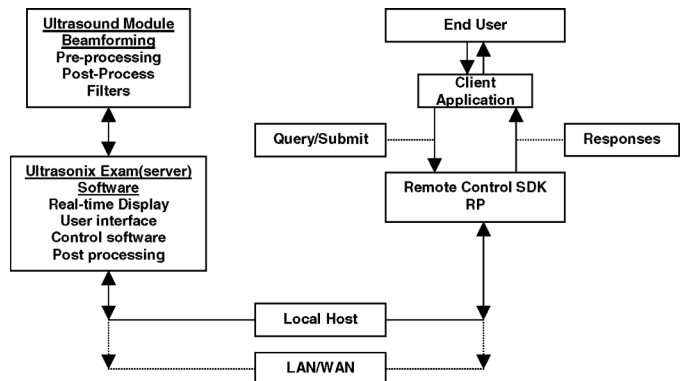 Ultrasound Module
Beamforming
Pre-processing
Post-Process
Filters
End User
Client
Application
Query/Submit
Responses
Ultrasonix Exam(server)
Software
Real-time Display
User interface
Control software
Post processing
Remote Control SDK
RP
Local Host
LAN/WAN